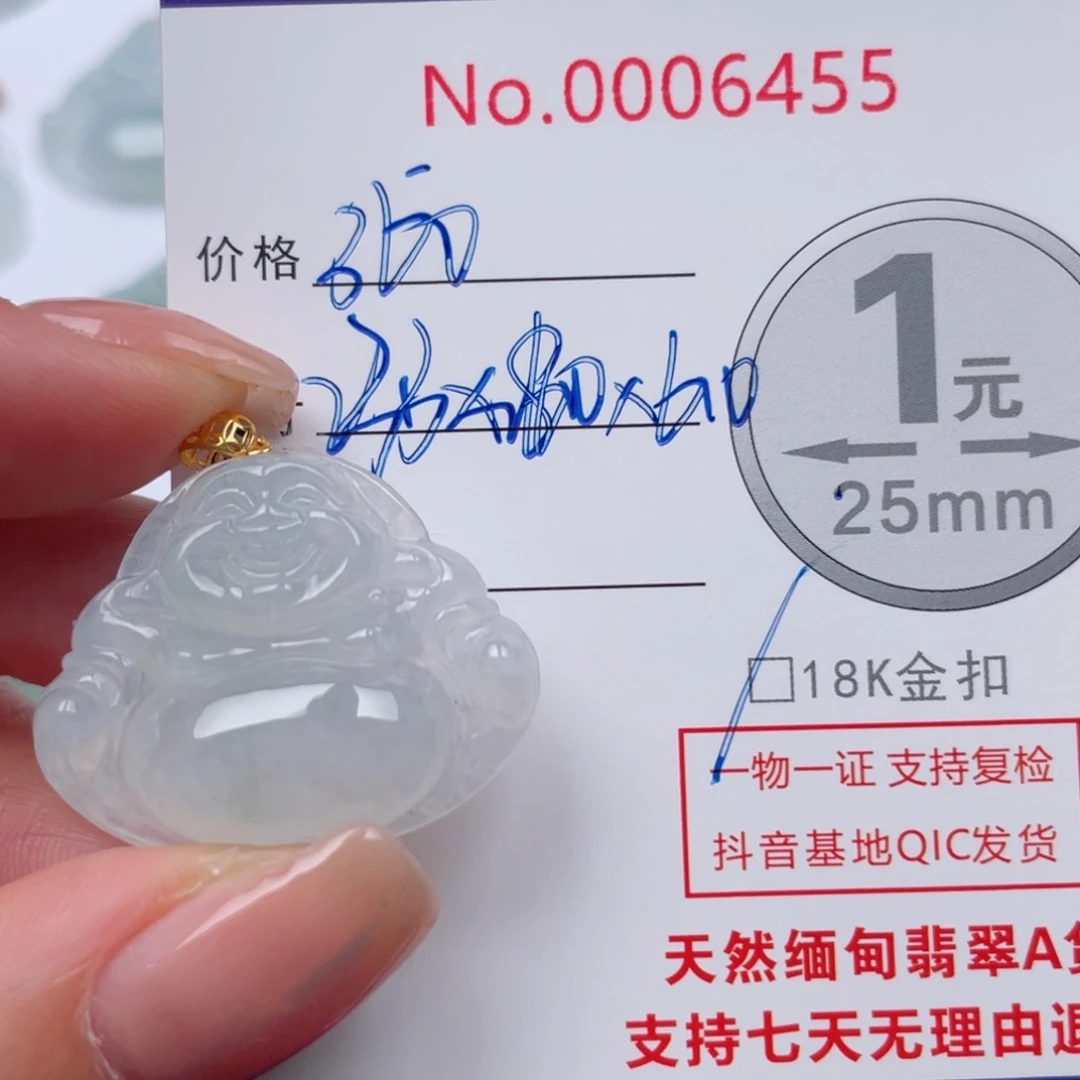 No.0006455
价格
1元
25mm
□18K金扣
一物一证 支持复检
抖音基地QIC发货
天然缅甸翡翠A
支持七天无理由退